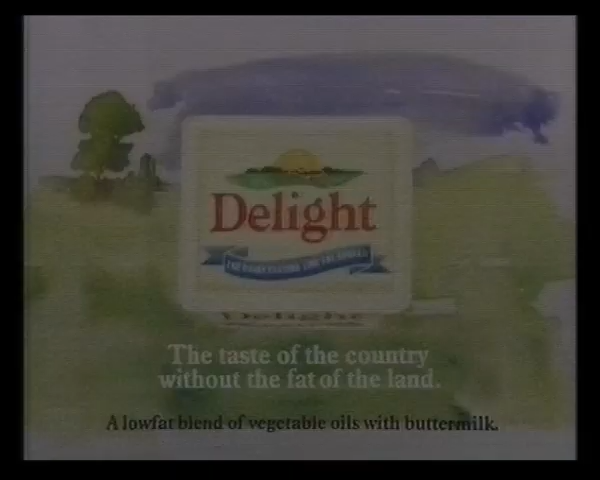 Delight
Delight
The taste of the country
without the fat of the land.
A lowfat blend of vegetable oils with buttermilk.